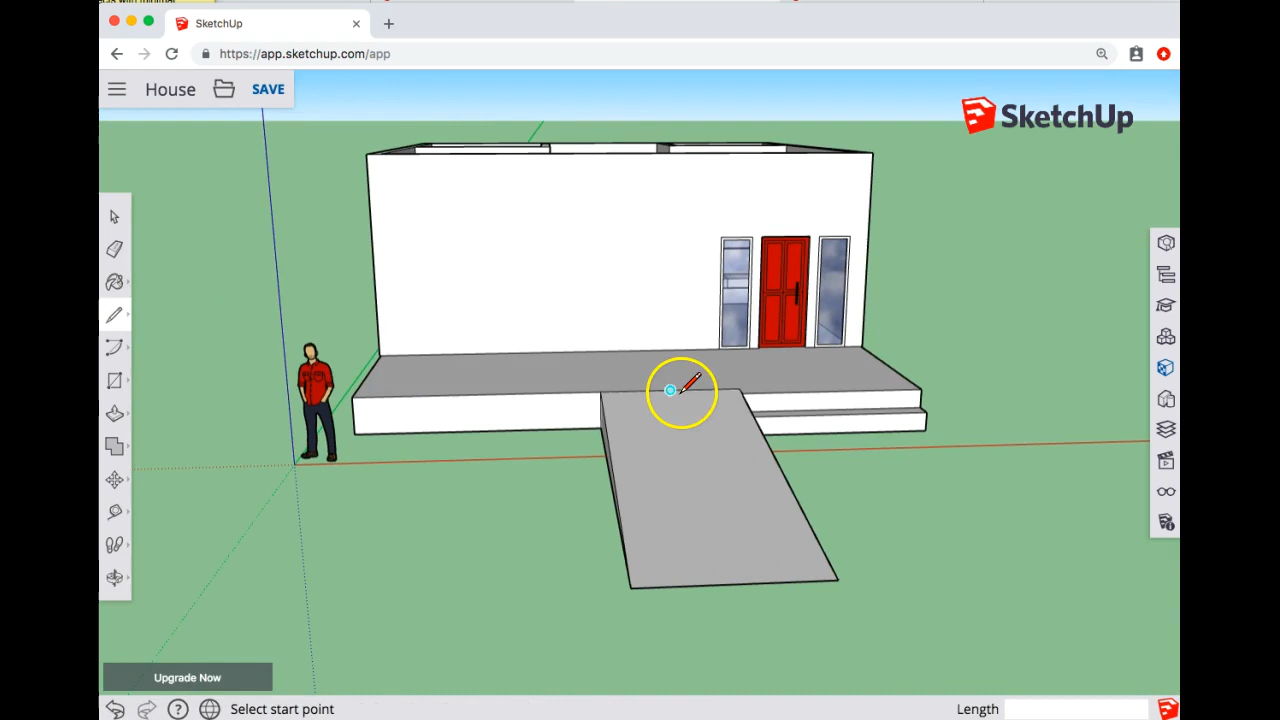 SketchUp
https://app.sketchup.com/app
House
SAVE
SketchUp
Upgrade Now
Select start point
Length